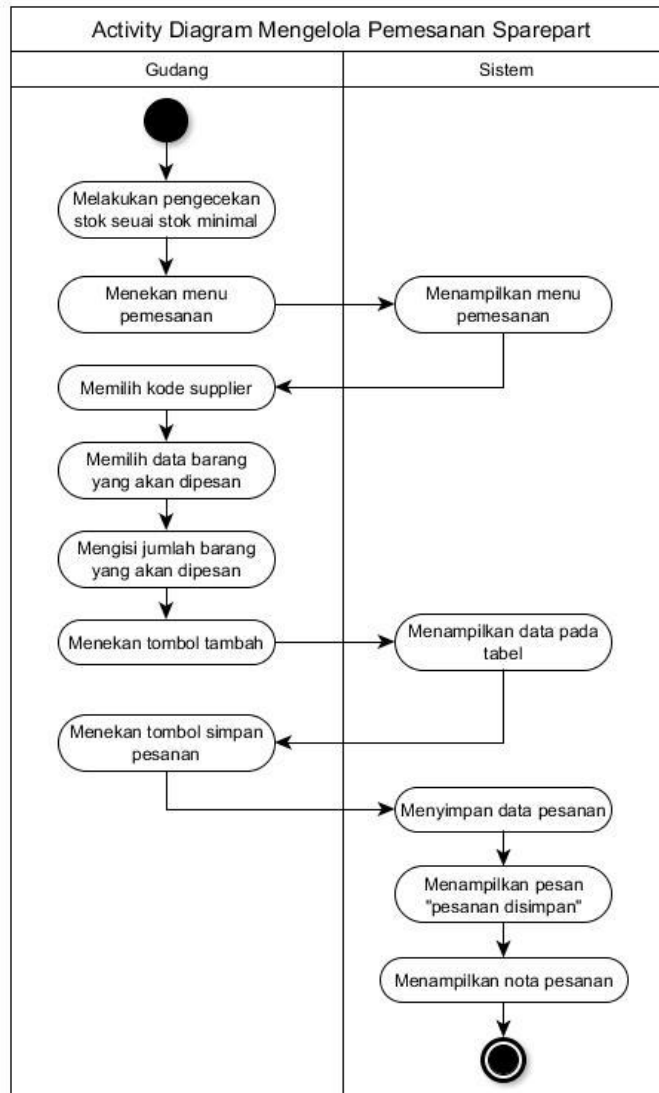 Activity Diagram Mengelola Pemesanan Sparepart
Gudang
Sistem
Melakukan pengecekan
stok seuai stok minimal
Menekan menu
pemesanan
Menampilkan menu
pemesanan
Memilih kode supplier
Memilih data barang
yang akan dipesan
Mengisi jumlah barang
yang akan dipesan
Menekan tombol tambah
Menampilkan data pada
tabel
Menekan tombol simpan
pesanan
Menyimpan data pesanan
Menampilkan pesan
"pesanan disimpan"
Menampilkan nota pesanan